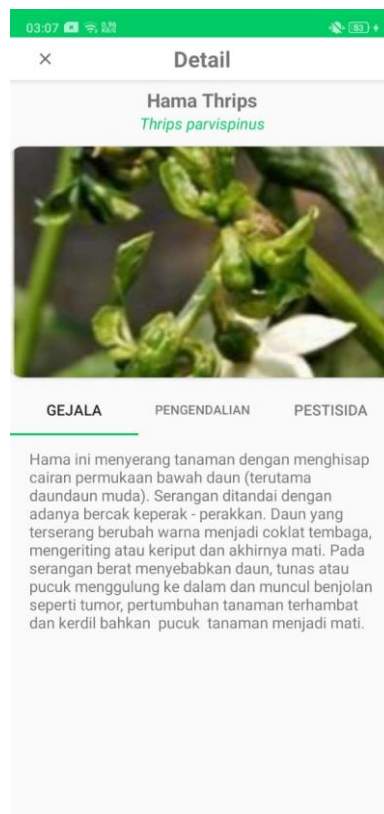 03:07
53
Detail
Hama Thrips
Thrips parvispinus
GEJALA PENGENDALIAN PESTISIDA
Hama ini menyerang tanaman dengan menghisap
cairan permukaan bawah daun (terutama
daundaun muda). Serangan ditandai dengan
adanya bercak keperak - perakkan. Daun yang
terserang berubah warna menjadi coklat tembaga,
mengeriting atau keriput dan akhirnya mati. Pada
serangan berat menyebabkan daun, tunas atau
pucuk menggulung ke dalam dan muncul benjolan
seperti tumor, pertumbuhan tanaman terhambat
dan kerdil bahkan  pucuk  tanaman menjadi mati.